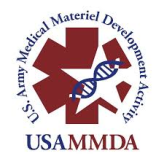 U.S. Army Medical Materiel Development Activity
USAMMDA